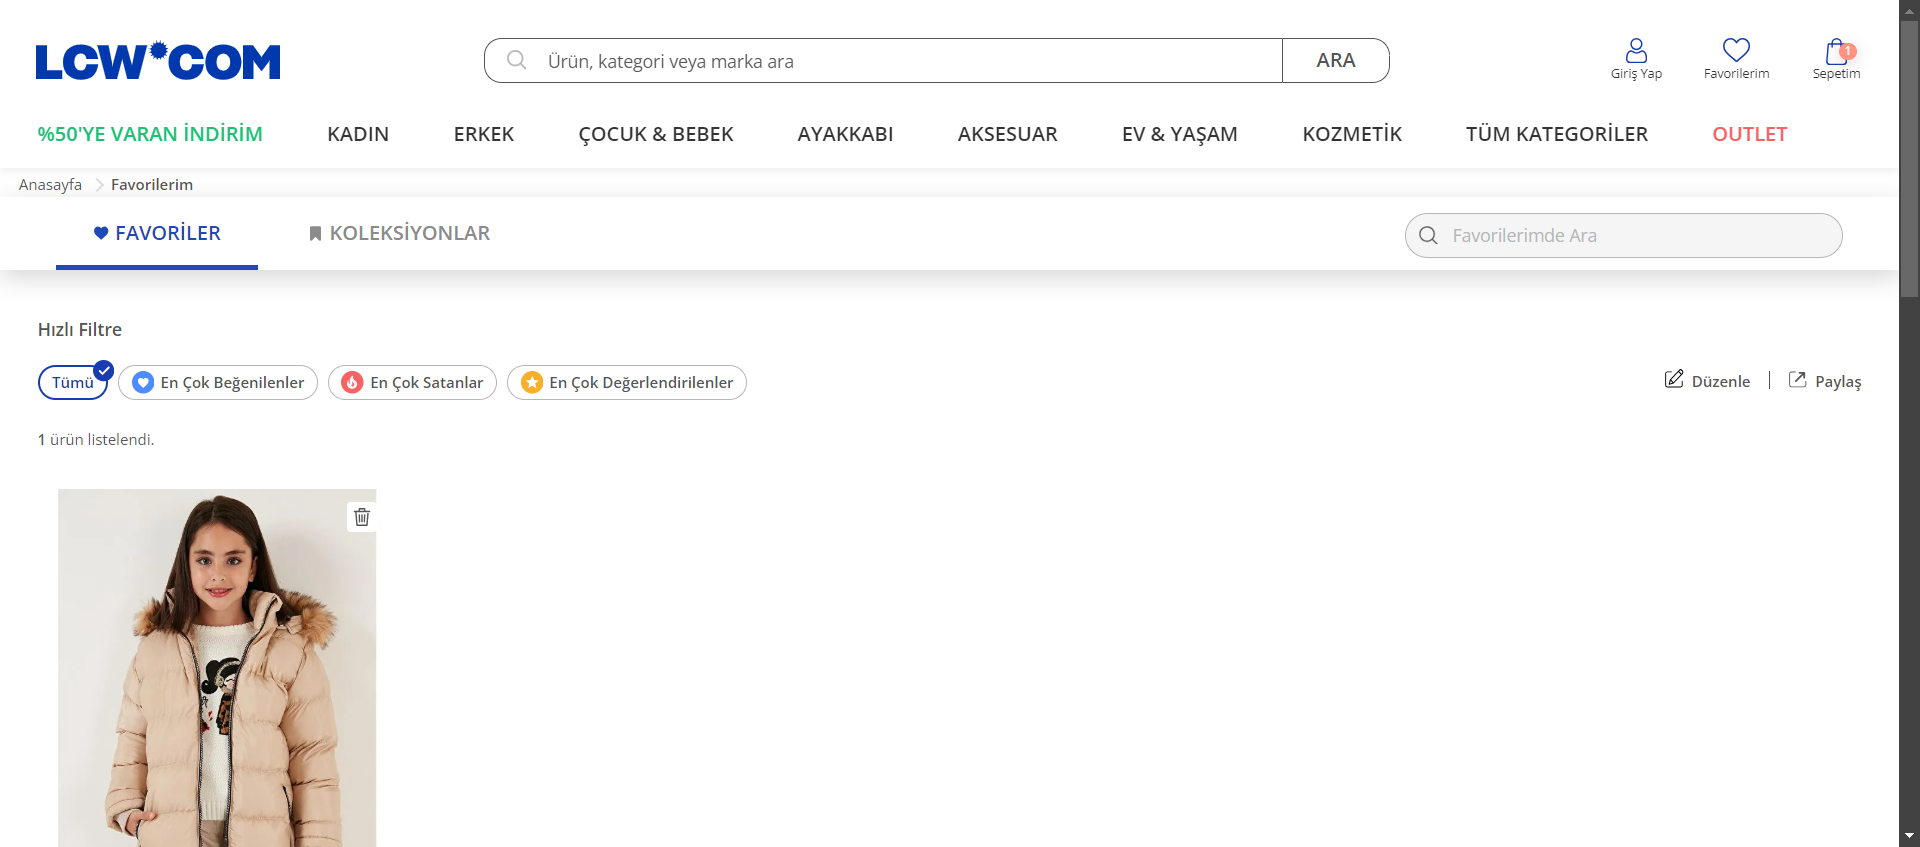 LCW COM
Ürün, kategori veya marka ara
ARA
Giriş Yap
Favorilerim
1
Sepetim
%50'YE VARAN İNDİRİM
KADIN
ERKEK
ÇOCUK & BEBEK
AYAKKABI
AKSESUAR
EV & YAŞAM
KOZMETİK
TÜM KATEGORİLER
OUTLET
Anasayfa
Favorilerim
FAVORİLER
KOLEKSİYONLAR
Favorilerimde Ara
Hızlı Filtre
Tümü
En Çok Beğenilenler
En Çok Satanlar
En Çok Değerlendirilenler
Düzenle
Paylaş
1 ürün listelendi.